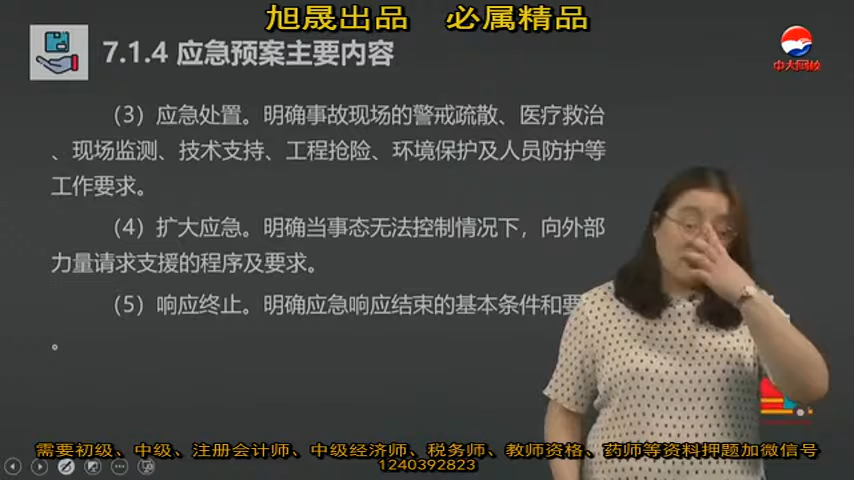 旭晟出品 必属精品
7.1.4 应急预案主要内容
中大网校
（3）应急处置。明确事故现场的警戒疏散、医疗救治
、现场监测、技术支持、工程抢险、环境保护及人员防护等
工作要求。
（4）扩大应急。明确当事态无法控制情况下，向外部
力量请求支援的程序及要求。
（5）响应终止。明确应急响应结束的基本条件和要
。
需要初级、中级、注册会计师、中级经济师、税务师、教师资格、药师等资料押题加微信号
1240392823